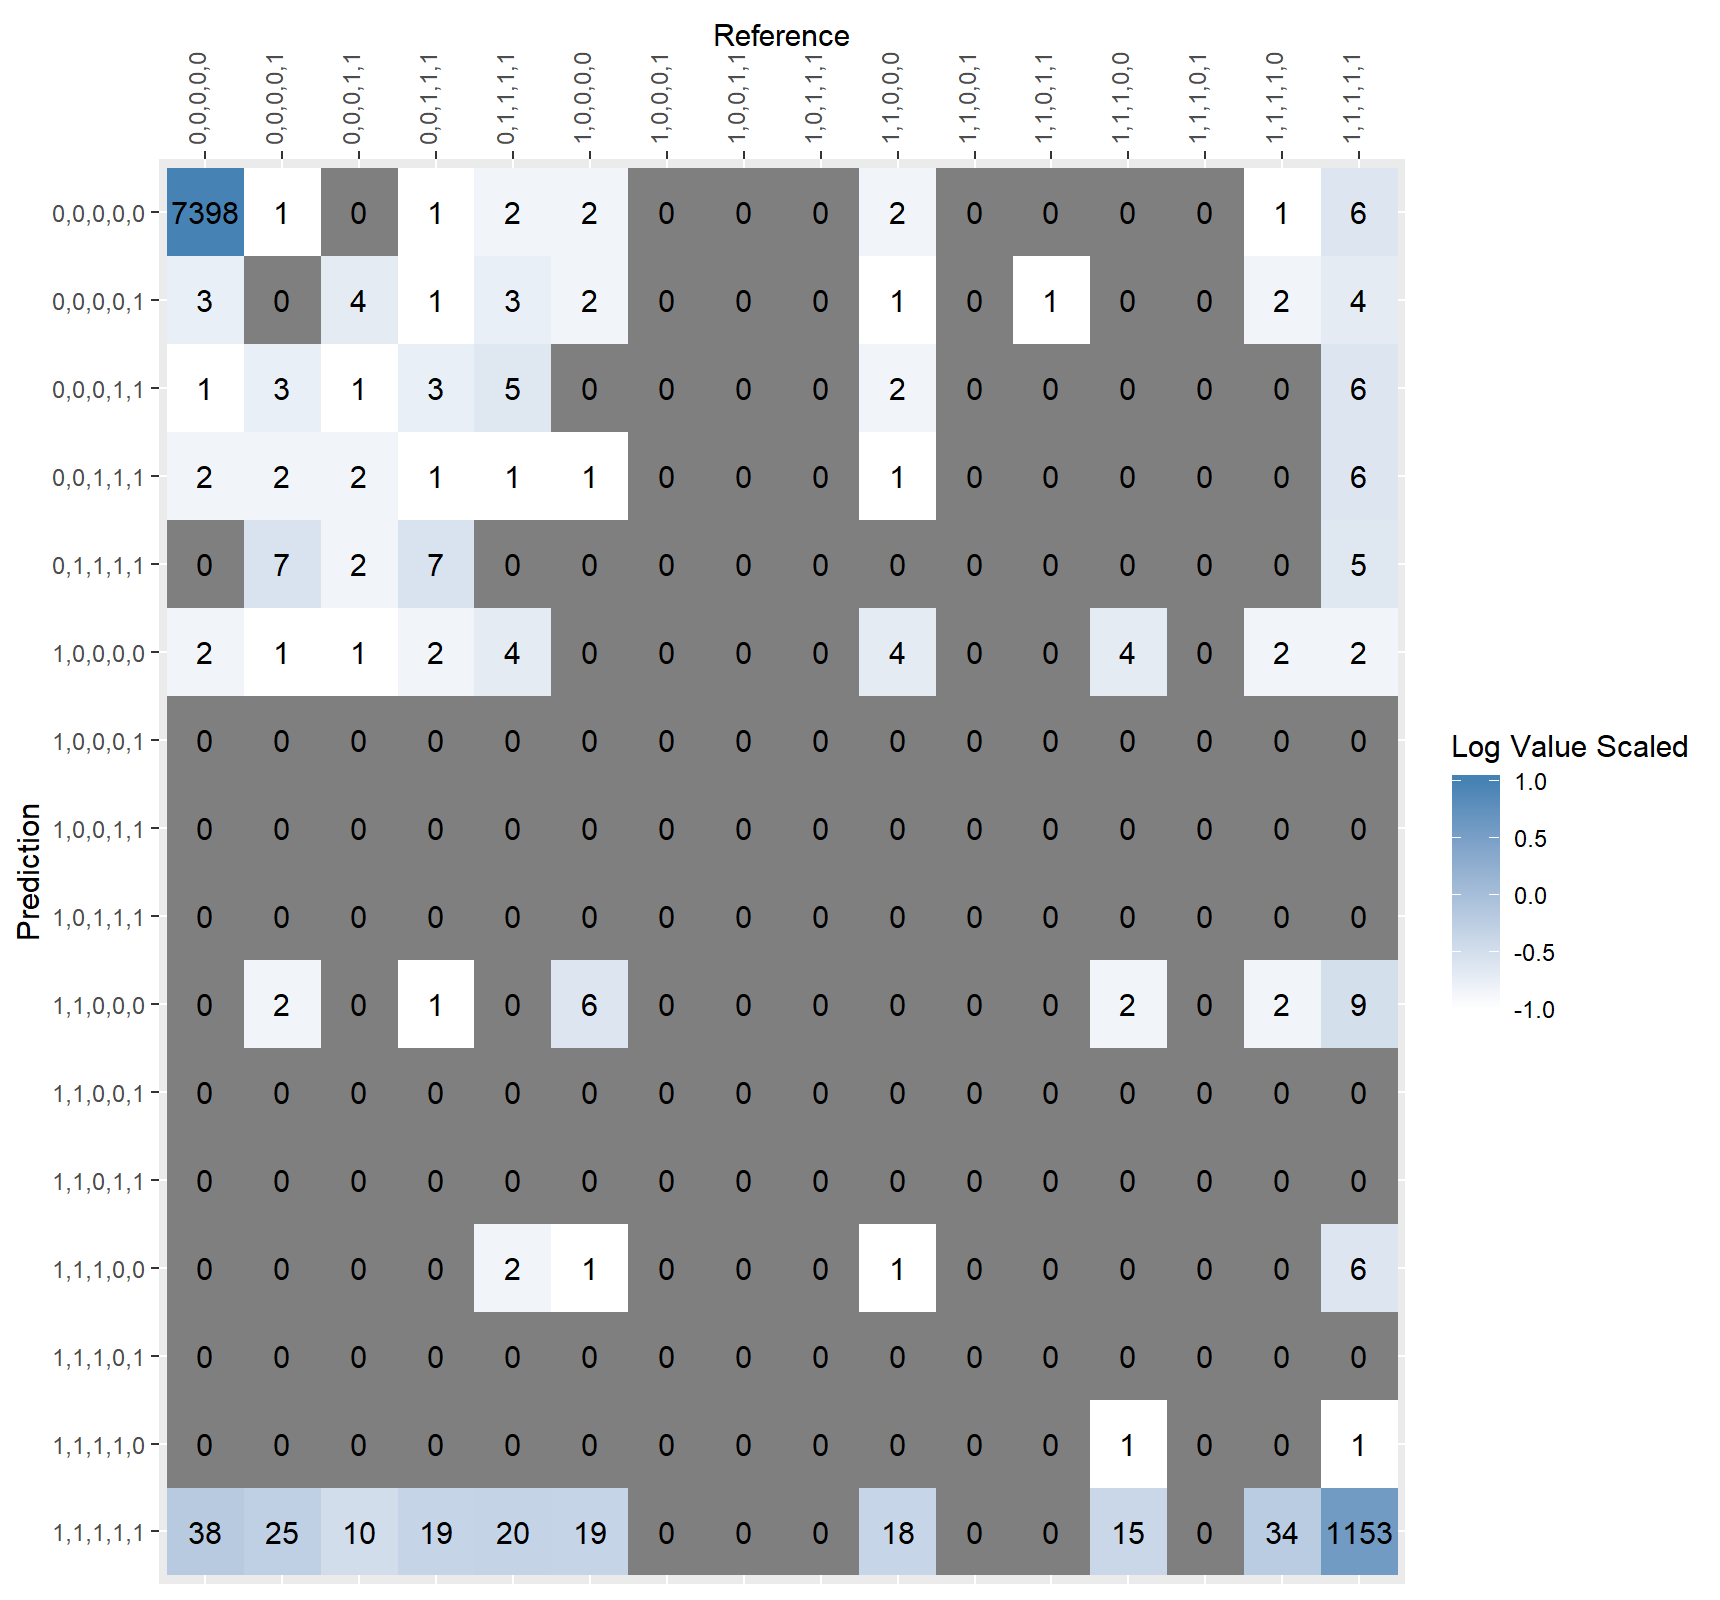 Reference
0,0,0,0,0 0,0,0,0,1 0,0,0,1,1 0,0,1,1,1 0,1,1,1,1 1,0,0,0,0 1,0,0,0,1 1,0,0,1,1 1,0,1,1,1 1,1,0,0,0 1,1,0,0,1 1,1,0,1,1 1,1,1,0,0 1,1,1,0,1 1,1,1,1,0 1,1,1,1,1
0,0,0,0,0 7398 1 0 1 2 2 0 0 0 2 0 0 0 0 1 6
0,0,0,0,1 3 0 4 1 3 2 0 0 0 1 0 1 0 0 2 4
0,0,0,1,1 1 3 1 3 5 0 0 0 0 2 0 0 0 0 0 6
0,0,1,1,1 2 2 2 1 1 1 0 0 0 1 0 0 0 0 0 6
0,1,1,1,1 0 7 2 7 0 0 0 0 0 0 0 0 0 0 0 5
1,0,0,0,0 2 1 1 2 4 0 0 0 0 4 0 0 4 0 2 2
1,0,0,0,1 0 0 0 0 0 0 0 0 0 0 0 0 0 0 0 0
1,0,0,1,1 0 0 0 0 0 0 0 0 0 0 0 0 0 0 0 0
1,0,1,1,1 0 0 0 0 0 0 0 0 0 0 0 0 0 0 0 0
1,1,0,0,0 0 2 0 1 0 6 0 0 0 0 0 0 2 0 2 9
1,1,0,0,1 0 0 0 0 0 0 0 0 0 0 0 0 0 0 0 0
1,1,0,1,1 0 0 0 0 0 0 0 0 0 0 0 0 0 0 0 0
1,1,1,0,0 0 0 0 0 2 1 0 0 0 1 0 0 0 0 0 6
1,1,1,0,1 0 0 0 0 0 0 0 0 0 0 0 0 0 0 0 0
1,1,1,1,0 0 0 0 0 0 0 0 0 0 0 0 0 1 0 0 1
1,1,1,1,1 38 25 10 19 20 19 0 0 0 18 0 0 15 0 34 1153
Prediction
Log Value Scaled
1.0
0.5
0.0
-0.5
-1.0